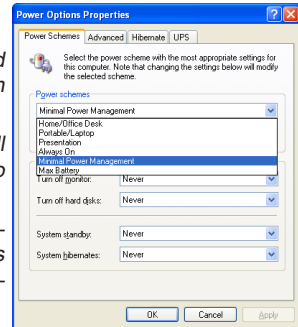 Power Options Properties
Power Schemes Advanced Hibernate UPS
Select the power scheme with the most appropriate settings for
this computer. Note that changing the settings below will modify
the selected scheme.
Power schemes
Minimal Power Management
Home/Office Desk
Portable/Laptop
Presentation
Always On
Minimal Power Management
Max Battery
Turn off monitor: Never
Turn off hard disks: Never
System standby: Never
System hibernates: Never
OK Cancel Apply